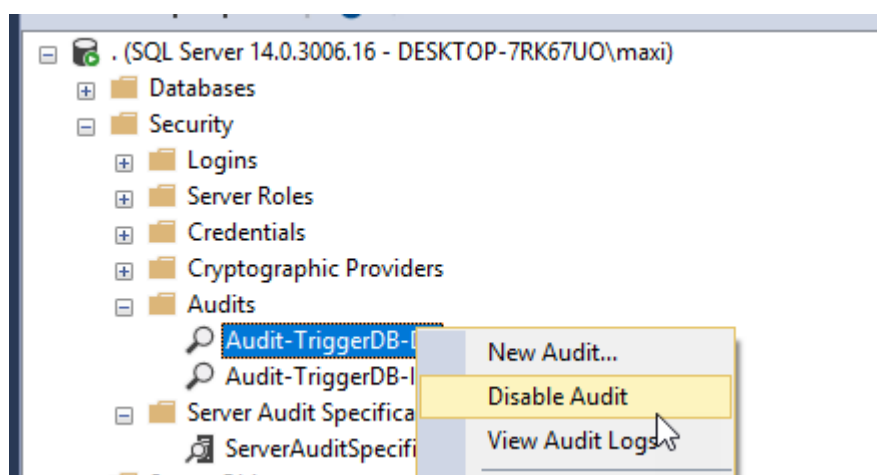 . (SQL Server 14.0.3006.16 - DESKTOP-7RK67UO\maxi)
Databases
Security
Logins
Server Roles
Credentials
Cryptographic Providers
Audits
Audit-TriggerDB-
New Audit...
Audit-TriggerDB-I
Disable Audit
Server Audit Specifica
View Audit Logs
ServerAuditSpecifi